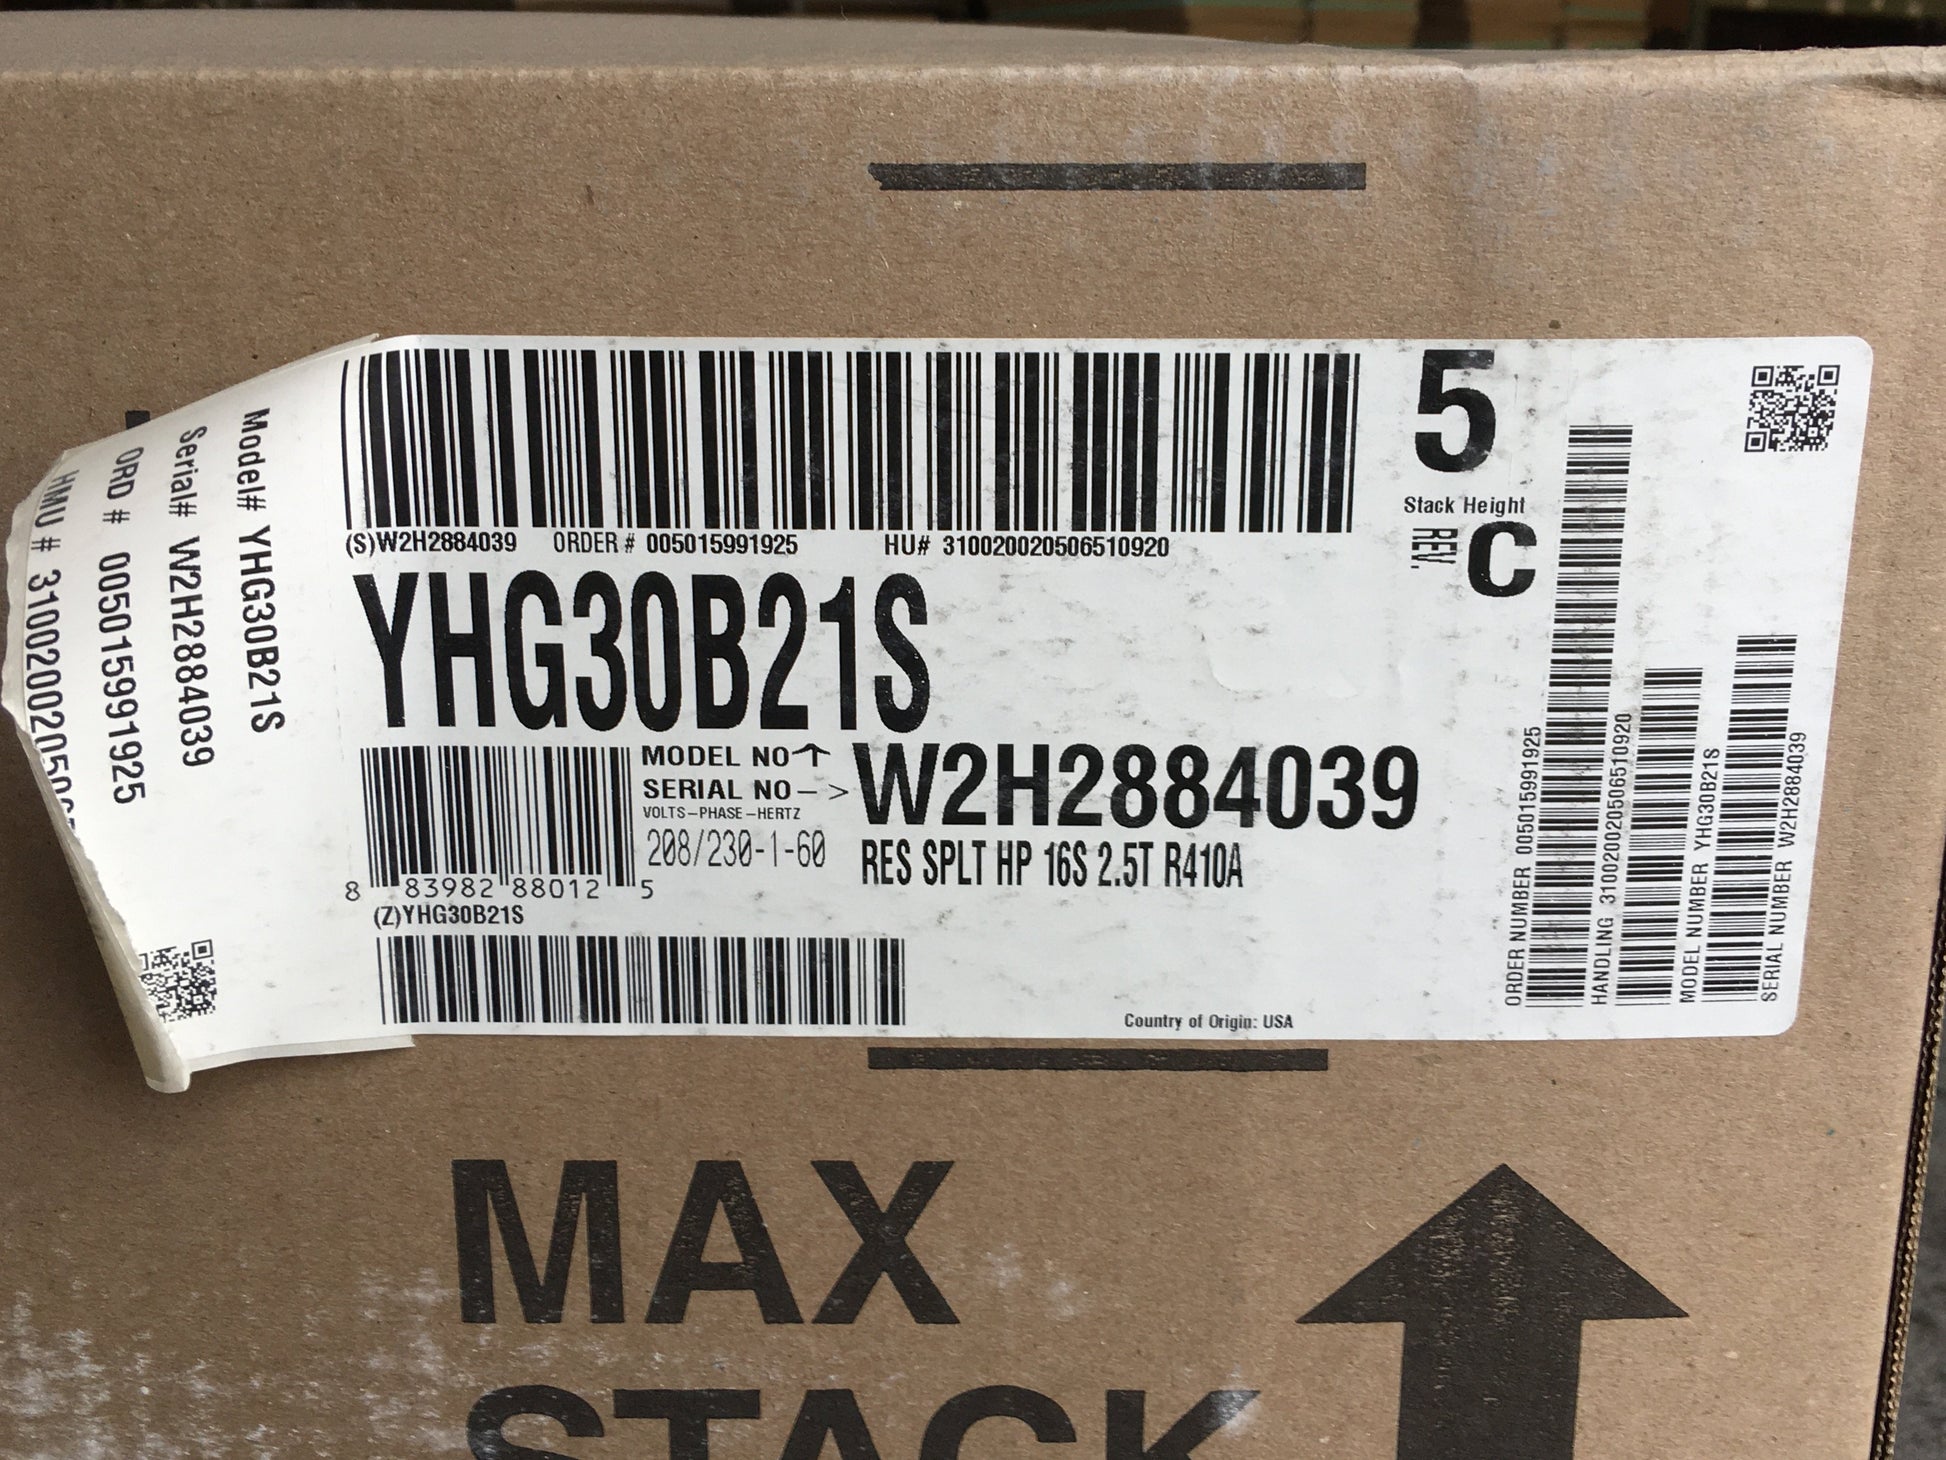 Model# YHG30B21S
Serial# W2H2884039
ORD # 005015991925
HMU # 310020020506
(S)W2H2884039 ORDER # 005015991925 HU# 310020020506510920
5
Stack Height
REV. C
YHG30B21S
MODEL NO↑
SERIAL NO–> W2H2884039
VOLTS-PHASE-HERTZ
208/230-1-60
RES SPLT HP 16S 2.5T R410A
8 83982 88012 5
(Z)YHG30B21S
Country of Origin: USA
ORDER NUMBER 005015991925
HANDLING 310020020506510920
MODEL NUMBER YHG30B21S
SERIAL NUMBER W2H2884039
MAX
STACK